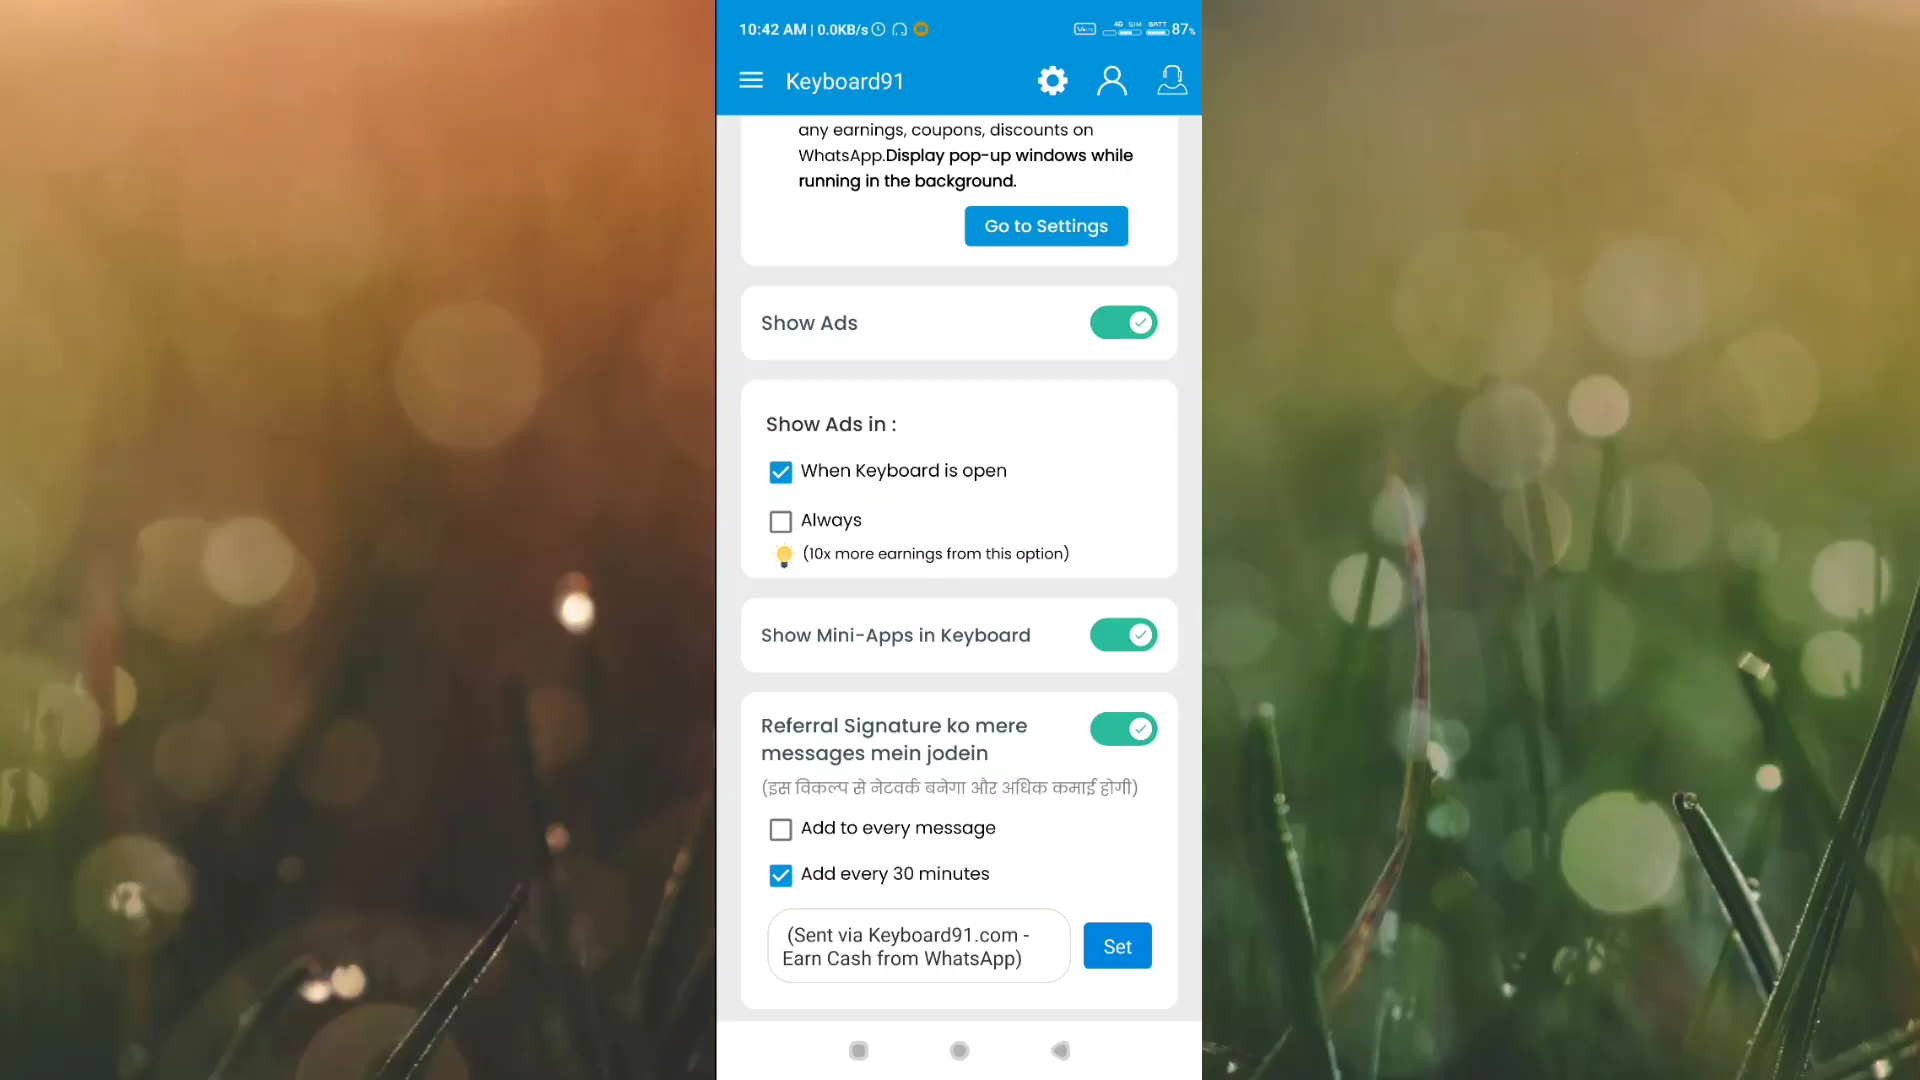 10:42 AM | 0.0KB/s
4G SIM BATT 87%
Keyboard91
any earnings, coupons, discounts on
WhatsApp.Display pop-up windows while
running in the background.
Go to Settings
Show Ads
Show Ads in :
When Keyboard is open
Always
(10x more earnings from this option)
Show Mini-Apps in Keyboard
Referral Signature ko mere
messages mein jodein
(इस विकल्प से नेटवर्क बनेगा और अधिक कमाई होगी)
Add to every message
Add every 30 minutes
(Sent via Keyboard91.com -
Earn Cash from WhatsApp)
Set